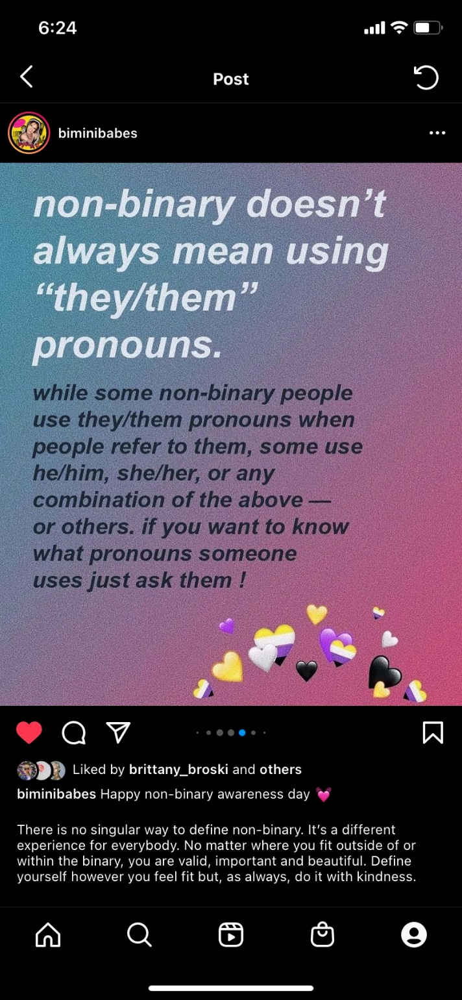 6:24
Post
biminibabes
non-binary doesn’t
always mean using
“they/them”
pronouns.
while some non-binary people
use they/them pronouns when
people refer to them, some use
he/him, she/her, or any
combination of the above —
or others. if you want to know
what pronouns someone
uses just ask them !
Liked by brittany_broski and others
biminibabes Happy non-binary awareness day 💓
There is no singular way to define non-binary. It’s a different
experience for everybody. No matter where you fit outside of or
within the binary, you are valid, important and beautiful. Define
yourself however you feel fit but, as always, do it with kindness.